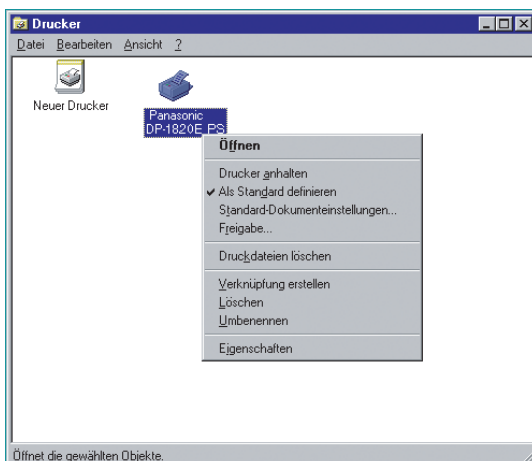 Drucker
Datei Bearbeiten Ansicht ?
Neuer Drucker
Panasonic
DP-1820E PS
Öffnen
Drucker anhalten
Als Standard definieren
Standard-Dokumenteinstellungen...
Freigabe...
Druckdateien löschen
Verknüpfung erstellen
Löschen
Umbenennen
Eigenschaften
Öffnet die gewählten Objekte.